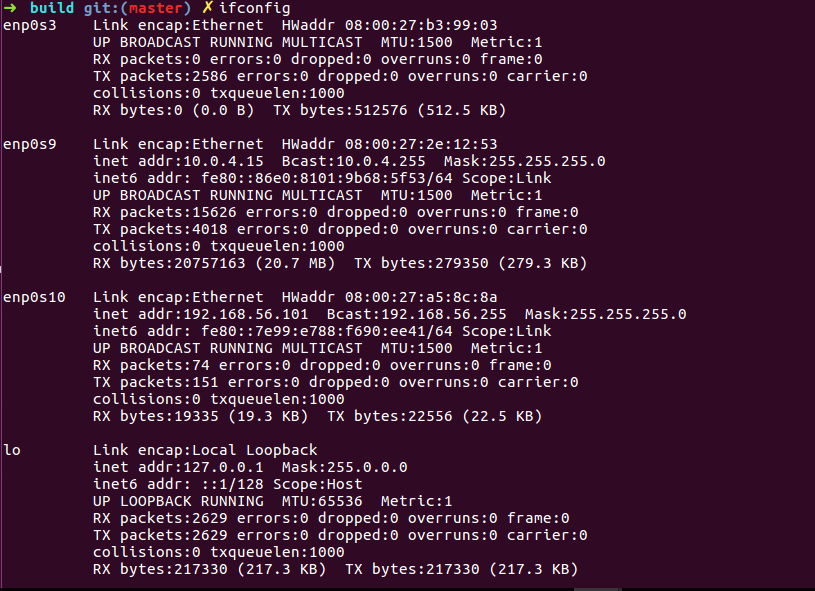 ➜ build git:(master) ✗ ifconfig
enp0s3 Link encap:Ethernet HWaddr 08:00:27:b3:99:03
UP BROADCAST RUNNING MULTICAST MTU:1500 Metric:1
RX packets:0 errors:0 dropped:0 overruns:0 frame:0
TX packets:2586 errors:0 dropped:0 overruns:0 carrier:0
collisions:0 txqueuelen:1000
RX bytes:0 (0.0 B) TX bytes:512576 (512.5 KB)
enp0s9 Link encap:Ethernet HWaddr 08:00:27:2e:12:53
inet addr:10.0.4.15 Bcast:10.0.4.255 Mask:255.255.255.0
inet6 addr: fe80::86e0:8101:9b68:5f53/64 Scope:Link
UP BROADCAST RUNNING MULTICAST MTU:1500 Metric:1
RX packets:15626 errors:0 dropped:0 overruns:0 frame:0
TX packets:4018 errors:0 dropped:0 overruns:0 carrier:0
collisions:0 txqueuelen:1000
RX bytes:20757163 (20.7 MB) TX bytes:279350 (279.3 KB)
enp0s10 Link encap:Ethernet HWaddr 08:00:27:a5:8c:8a
inet addr:192.168.56.101 Bcast:192.168.56.255 Mask:255.255.255.0
inet6 addr: fe80::7e99:e788:f690:ee41/64 Scope:Link
UP BROADCAST RUNNING MULTICAST MTU:1500 Metric:1
RX packets:74 errors:0 dropped:0 overruns:0 frame:0
TX packets:151 errors:0 dropped:0 overruns:0 carrier:0
collisions:0 txqueuelen:1000
RX bytes:19335 (19.3 KB) TX bytes:22556 (22.5 KB)
lo Link encap:Local Loopback
inet addr:127.0.0.1 Mask:255.0.0.0
inet6 addr: ::1/128 Scope:Host
UP LOOPBACK RUNNING MTU:65536 Metric:1
RX packets:2629 errors:0 dropped:0 overruns:0 frame:0
TX packets:2629 errors:0 dropped:0 overruns:0 carrier:0
collisions:0 txqueuelen:1000
RX bytes:217330 (217.3 KB) TX bytes:217330 (217.3 KB)